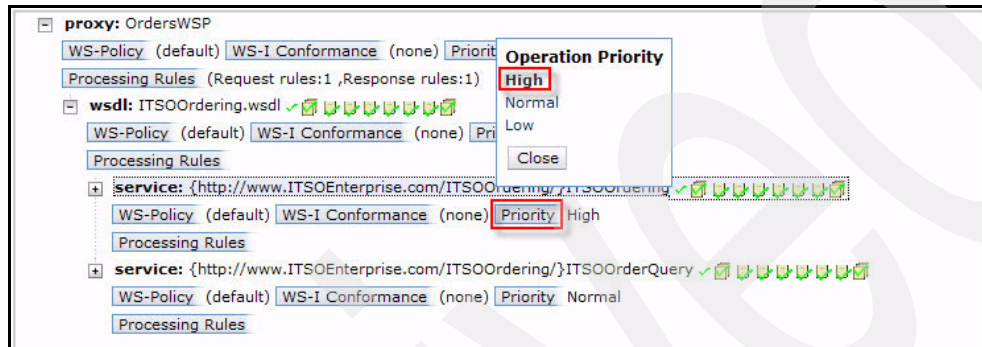 proxy: OrdersWSP
WS-Policy (default) WS-I Conformance (none) Priorit
Processing Rules (Request rules:1 ,Response rules:1)
Operation Priority
High
Normal
Low
Close
wsdl: ITSOOrdering.wsdl
WS-Policy (default) WS-I Conformance (none) Pri
Processing Rules
service: {http://www.ITSOEnterprise.com/ITSOOrdering/}ITSOOrdering
WS-Policy (default) WS-I Conformance (none) Priority High
Processing Rules
service: {http://www.ITSOEnterprise.com/ITSOOrdering/}ITSOOrderQuery
WS-Policy (default) WS-I Conformance (none) Priority Normal
Processing Rules